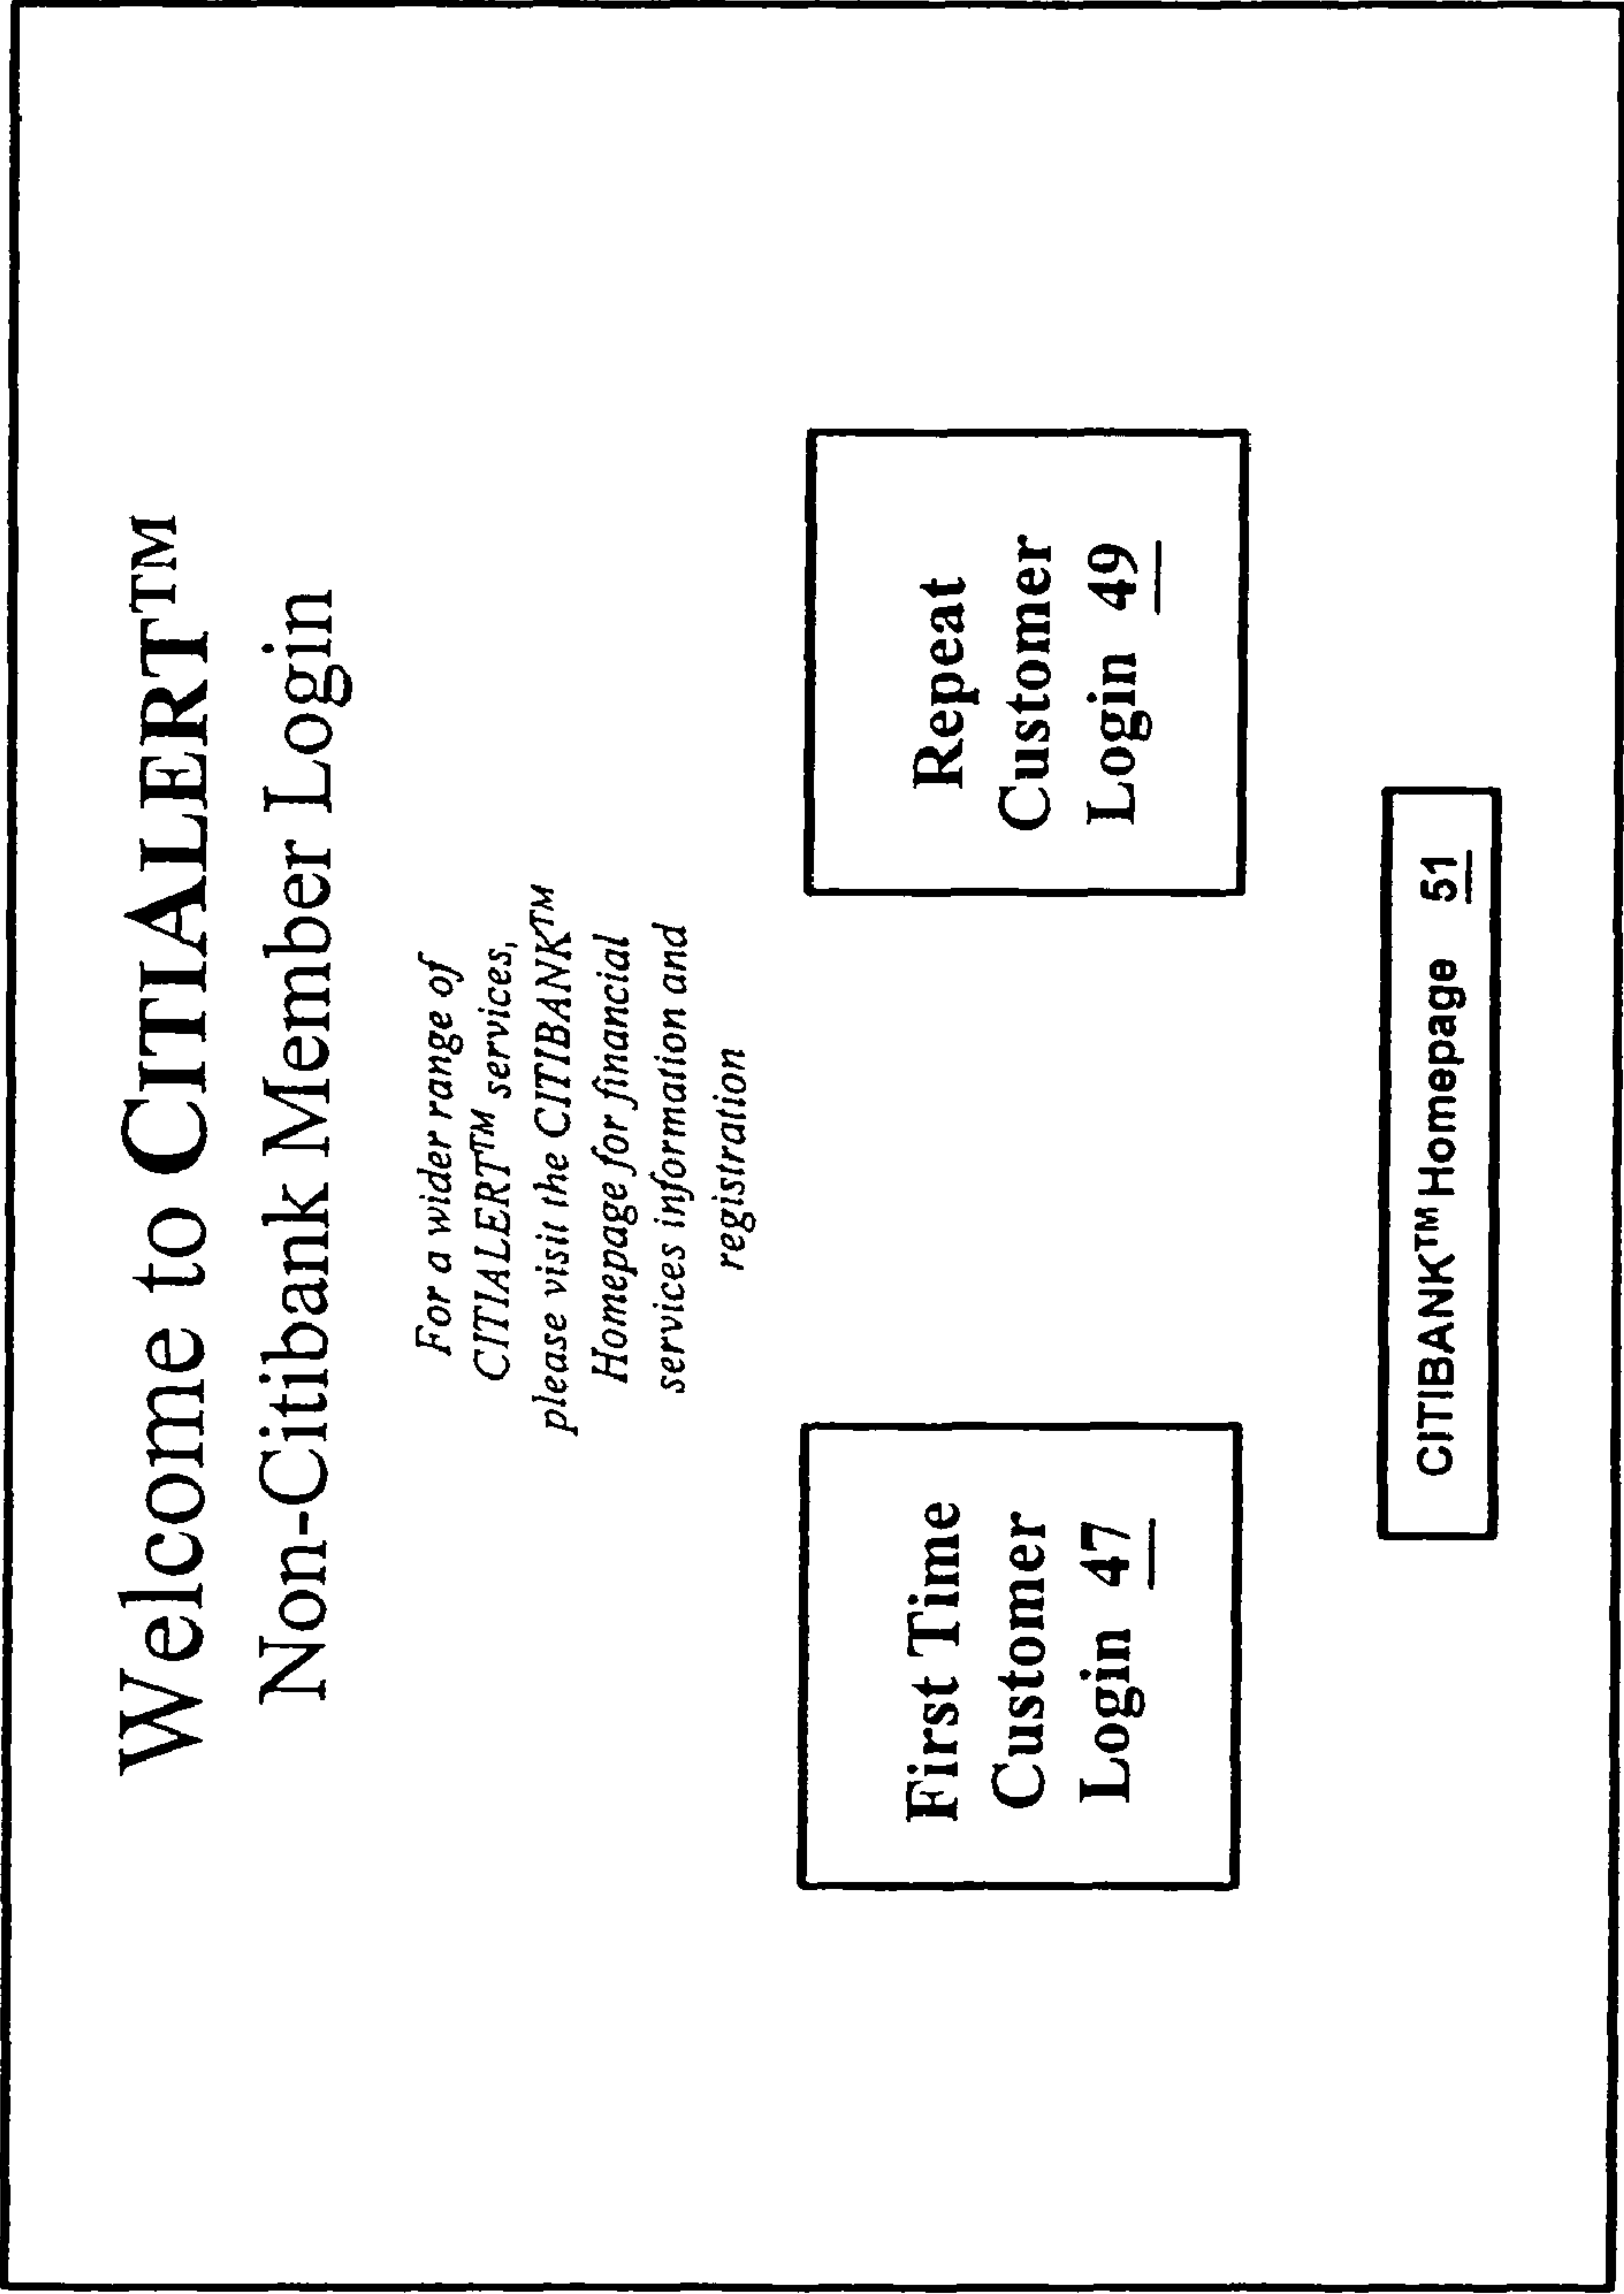 Welcome to CITIALERT™
Non-Citibank Member Login
For a wider range of
CITIALERT™ services,
please visit the CITIBANK™
Homepage for financial
services information and
registration
First Time
Customer
Login 47
Repeat
Customer
Login 49
CITIBANK™ Homepage 51